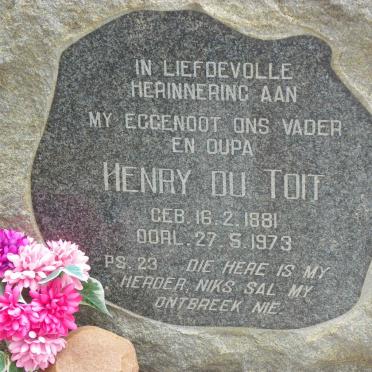 IN LIEFDEVOLLE
HERINNERING AAN
MY EGGENOOT ONS VADER
EN OUPA
HENRY DU TOIT
GEB. 16. 2. 1881
OORL. 27. 5. 1973
PS. 23 DIE HERE IS MY
HERDER, NIKS SAL MY
ONTBREEK NIE.